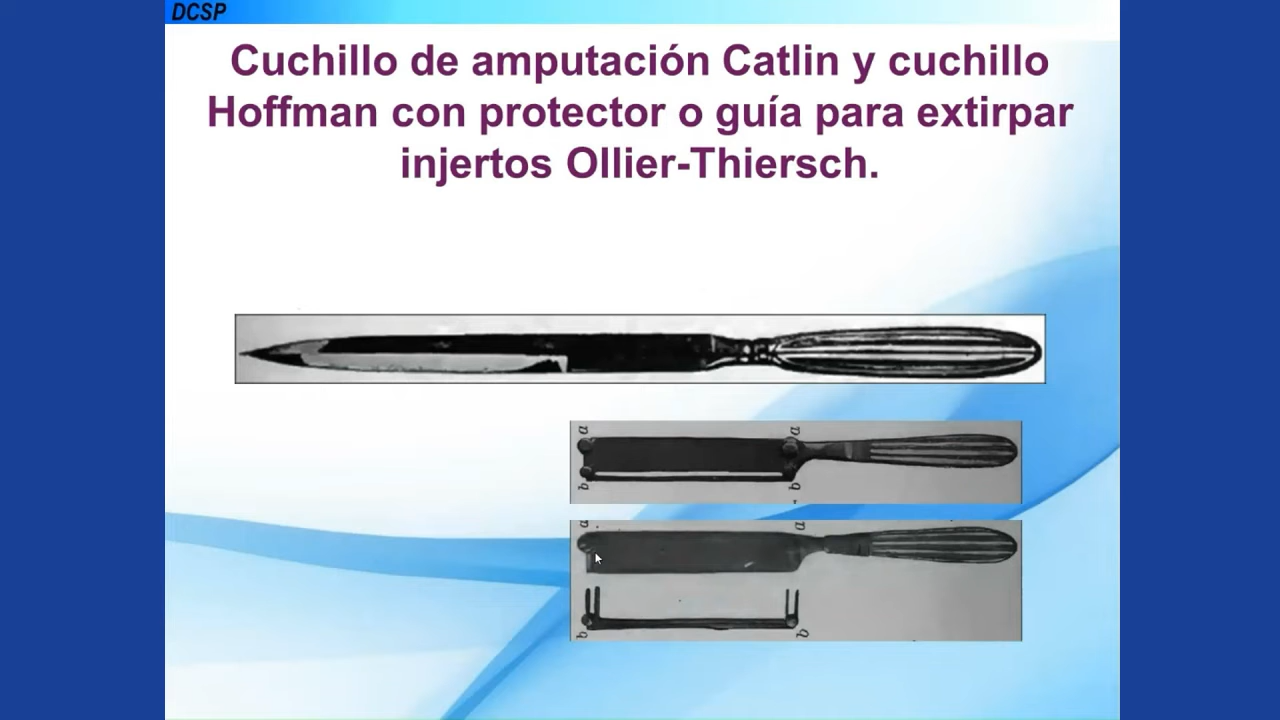 DCSP
Cuchillo de amputación Catlin y cuchillo
Hoffman con protector o guía para extirpar
injertos Ollier-Thiersch.
a a
b b
a a
b a